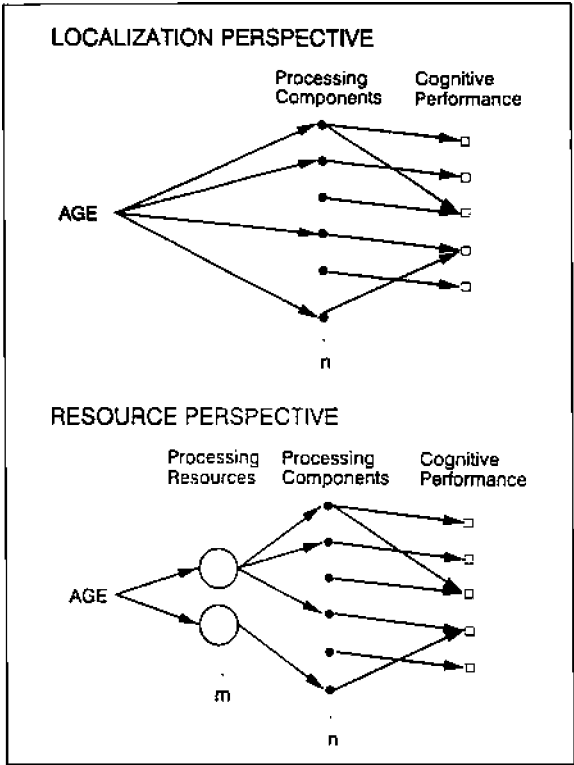 LOCALIZATION PERSPECTIVE
Processing Components
Cognitive Performance
AGE
n
RESOURCE PERSPECTIVE
Processing Resources
Processing Components
Cognitive Performance
AGE
m
n